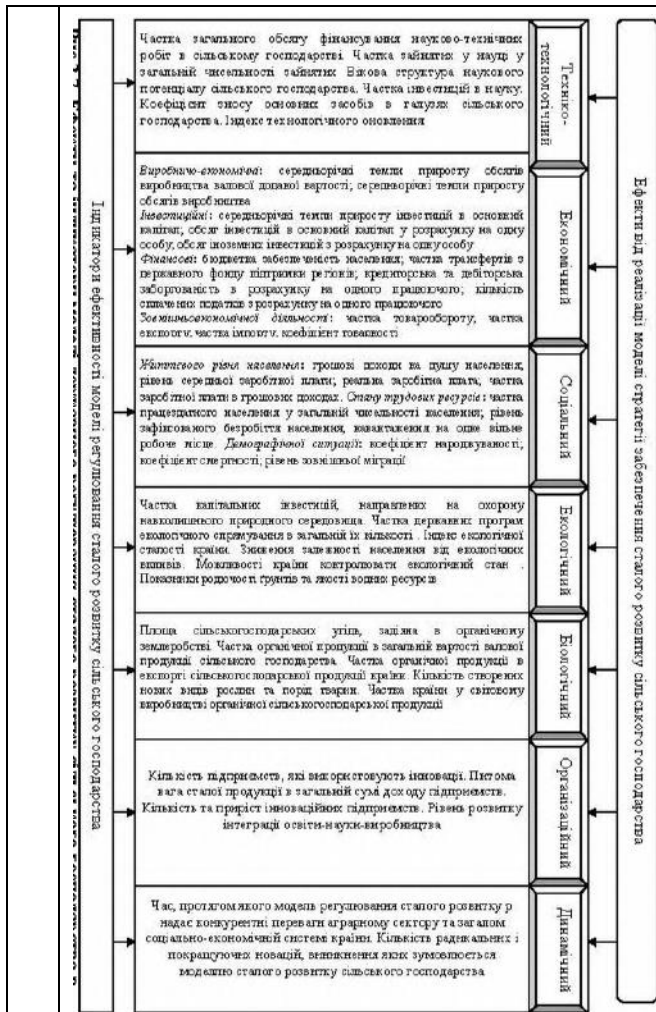 Індикатори ефективності моделі регулювання сталого розвитку сільського господарства
Частка загального обсягу фінансування науково-технічних
робіт в сільському господарстві. Частка зайнятих у науці у
загальній чисельності зайнятих Вікова структура наукового
потенціалу сільського господарства. Частка інвестицій в науку.
Коефіцієнт зносу основних засобів в галузях сільського
господарства. Індекс технологічного оновлення
Техніко-
технологічний
Виробничо-економічні: середньорічні темпи приросту обсягів
виробництва валової доданої вартості; середньорічні темпи приросту
обсягів виробництва
Інвестиційні: середньорічні темпи приросту інвестицій в основний
капітал; обсяг інвестицій в основний капітал у розрахунку на одну
особу, обсяг іноземних інвестицій з розрахунку на одну особу
Фінансові: бюджетна забезпеченість населення; частка трансфертів з
державного фонду підтримки регіонів; кредиторська та дебіторська
заборгованість в розрахунку на одного працюючого; кількість
сплачених податків з розрахунку на одного працюючого
Зовнішньоекономічної діяльності: частка товарообороту, частка
експорту, частка імпорту, коефіцієнт товарності
Економічний
Життєвого рівня населення: грошові доходи на душу населення;
рівень середньої заробітної плати; реальна заробітна плата; частка
заробітної плати в грошових доходах. Стану трудових ресурсів: частка
працездатного населення у загальній чисельності населення; рівень
зафіксованого безробіття населення, навантаження на одне вільне
робоче місце. Демографічної ситуації: коефіцієнт народжуваності;
коефіцієнт смертності; рівень зовнішньої міграції
Соціальний
Частка капітальних інвестицій, направлених на охорону
навколишнього природного середовища. Частка державних програм
екологічного спрямування в загальній їх кількості . Індекс екологічної
сталості країни. Зниження залежності населення від екологічних
впливів. Можливості країни контролювати екологічний стан .
Показники родючості ґрунтів та якості водних ресурсів
Екологічний
Площа сільськогосподарських угідь, задіяна в органічному
землеробстві. Частка органічної продукції в загальній вартості валової
продукції сільського господарства. Частка органічної продукції в
експорті сільськогосподарської продукції країни. Кількість створених
нових видів рослин та порід тварин. Частка країни у світовому
виробництві органічної сільськогосподарської продукції
Біологічний
Кількість підприємств, які використовують інновації. Питома
вага сталої продукції в загальній сумі доходу підприємств.
Кількість та приріст інноваційних підприємств. Рівень розвитку
інтеграції освіти-науки-виробництва
Організаційний
Час, протягом якого модель регулювання сталого розвитку р
надає конкурентні переваги аграрному сектору та загалом
соціально-економічній системі країни. Кількість радикальних і
покращуючих новацій, виникнення яких зумовлюється
моделлю сталого розвитку сільського господарства
Динамічний
Ефекти від реалізації моделі стратегії забезпечення сталого розвитку сільського господарства